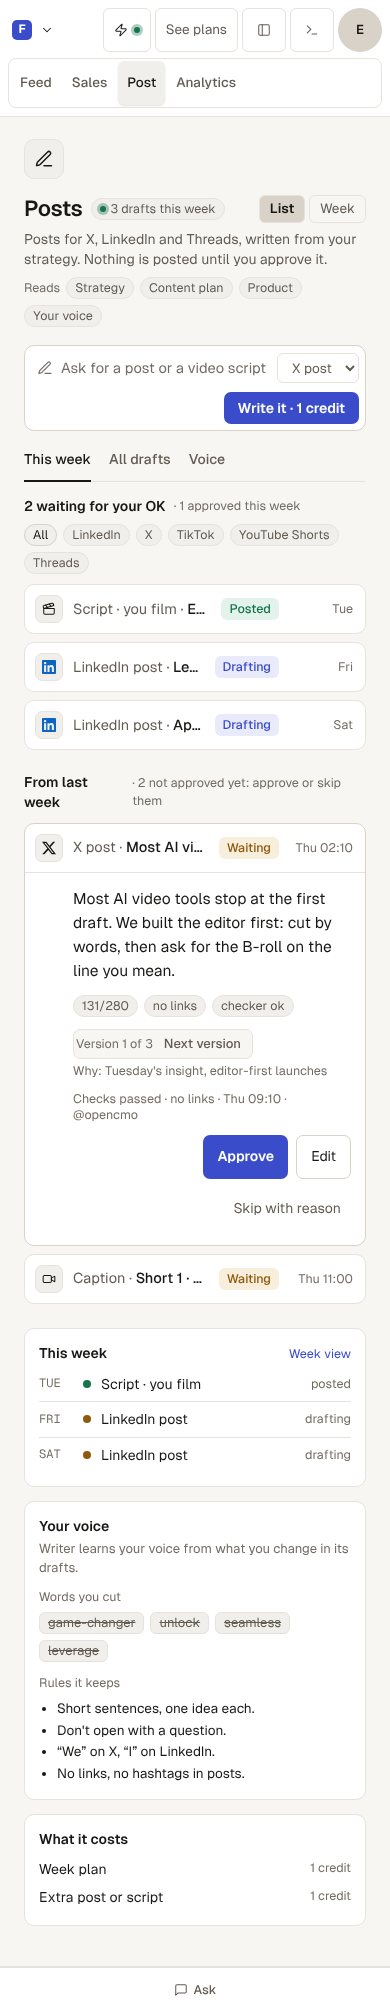 F
See plans
E
Feed Sales Post Analytics
Posts
3 drafts this week
List Week
Posts for X, LinkedIn and Threads, written from your
strategy. Nothing is posted until you approve it.
Reads Strategy Content plan Product
Your voice
Ask for a post or a video script X post
Write it · 1 credit
This week All drafts Voice
2 waiting for your OK · 1 approved this week
All LinkedIn X TikTok YouTube Shorts
Threads
Script · you film · E... Posted Tue
LinkedIn post · Le... Drafting Fri
LinkedIn post · Ap... Drafting Sat
From last
week
· 2 not approved yet: approve or skip
them
X post · Most AI vi... Waiting Thu 02:10
Most AI video tools stop at the first
draft. We built the editor first: cut by
words, then ask for the B-roll on the
line you mean.
131/280 no links checker ok
Version 1 of 3 Next version
Why: Tuesday's insight, editor-first launches
Checks passed · no links · Thu 09:10 ·
@opencmo
Approve Edit
Skip with reason
Caption · Short 1 · ... Waiting Thu 11:00
This week Week view
TUE Script · you film posted
FRI LinkedIn post drafting
SAT LinkedIn post drafting
Your voice
Writer learns your voice from what you change in its
drafts.
Words you cut
game-changer unlock seamless
leverage
Rules it keeps
• Short sentences, one idea each.
• Don't open with a question.
• “We” on X, “I” on LinkedIn.
• No links, no hashtags in posts.
What it costs
Week plan 1 credit
Extra post or script 1 credit
Ask